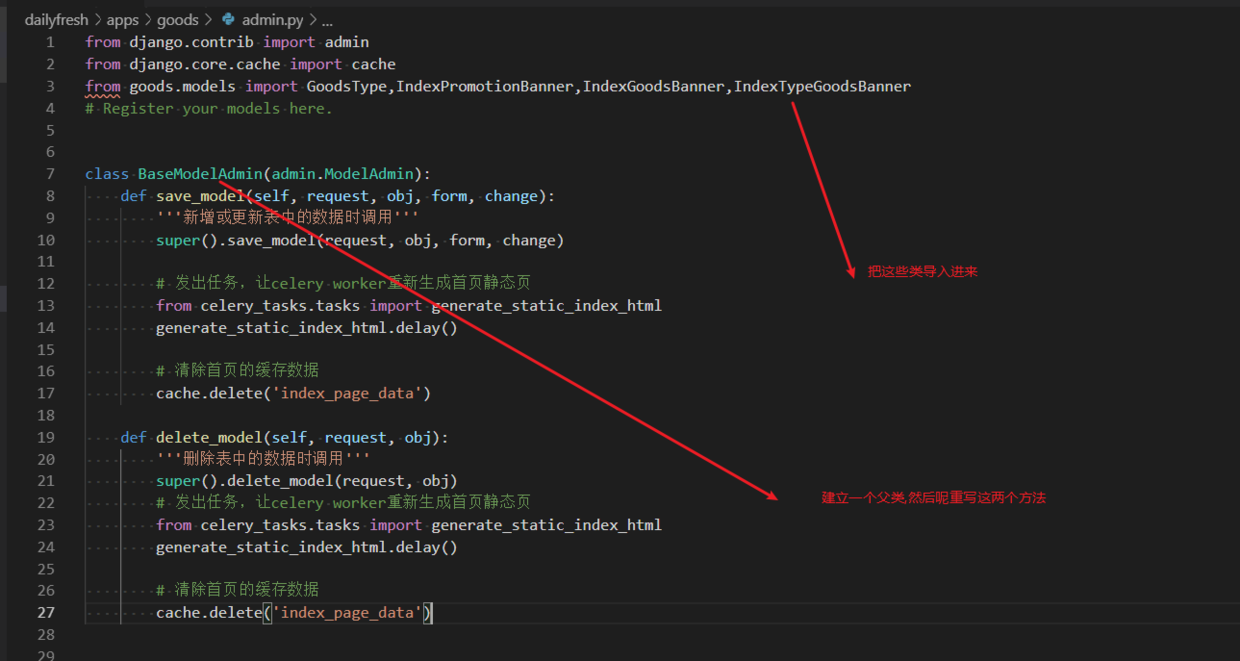 dailyfresh > apps > goods > admin.py > ...
1 from django.contrib import admin
2 from django.core.cache import cache
3 from goods.models import GoodsType,IndexPromotionBanner,IndexGoodsBanner,IndexTypeGoodsBanner
4 # Register your models here.
5
6
7 class BaseModelAdmin(admin.ModelAdmin):
8 def save_model(self, request, obj, form, change):
9 '''新增或更新表中的数据时调用'''
10 super().save_model(request, obj, form, change)
11
把这些类导入进来
12 # 发出任务，让celery worker重新生成首页静态页
13 from celery_tasks.tasks import generate_static_index_html
14 generate_static_index_html.delay()
15
16 # 清除首页的缓存数据
17 cache.delete('index_page_data')
18
19 def delete_model(self, request, obj):
20 '''删除表中的数据时调用'''
21 super().delete_model(request, obj)
建立一个父类,然后呢重写这两个方法
22 # 发出任务，让celery worker重新生成首页静态页
23 from celery_tasks.tasks import generate_static_index_html
24 generate_static_index_html.delay()
25
26 # 清除首页的缓存数据
27 cache.delete('index_page_data')
28
29